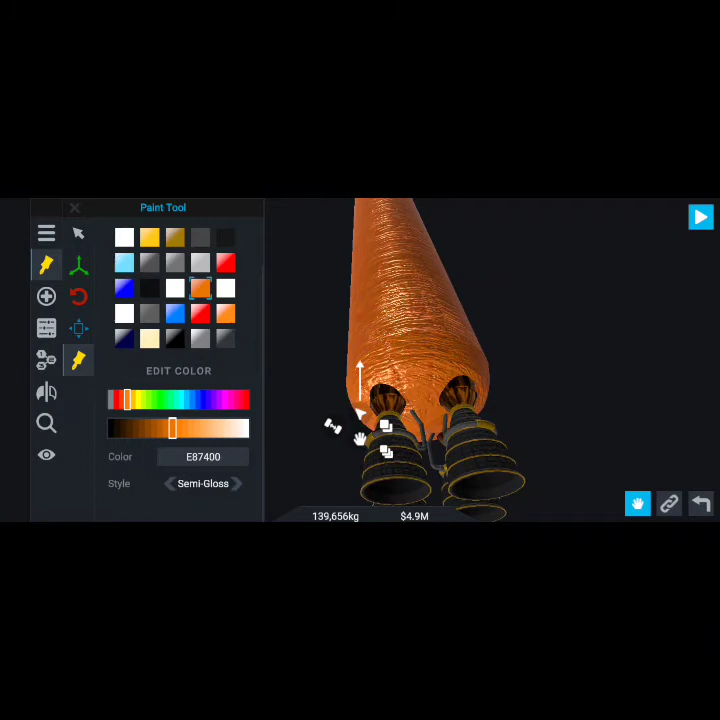 Paint Tool
EDIT COLOR
Color E87400
Style Semi-Gloss
139,656kg $4.9M